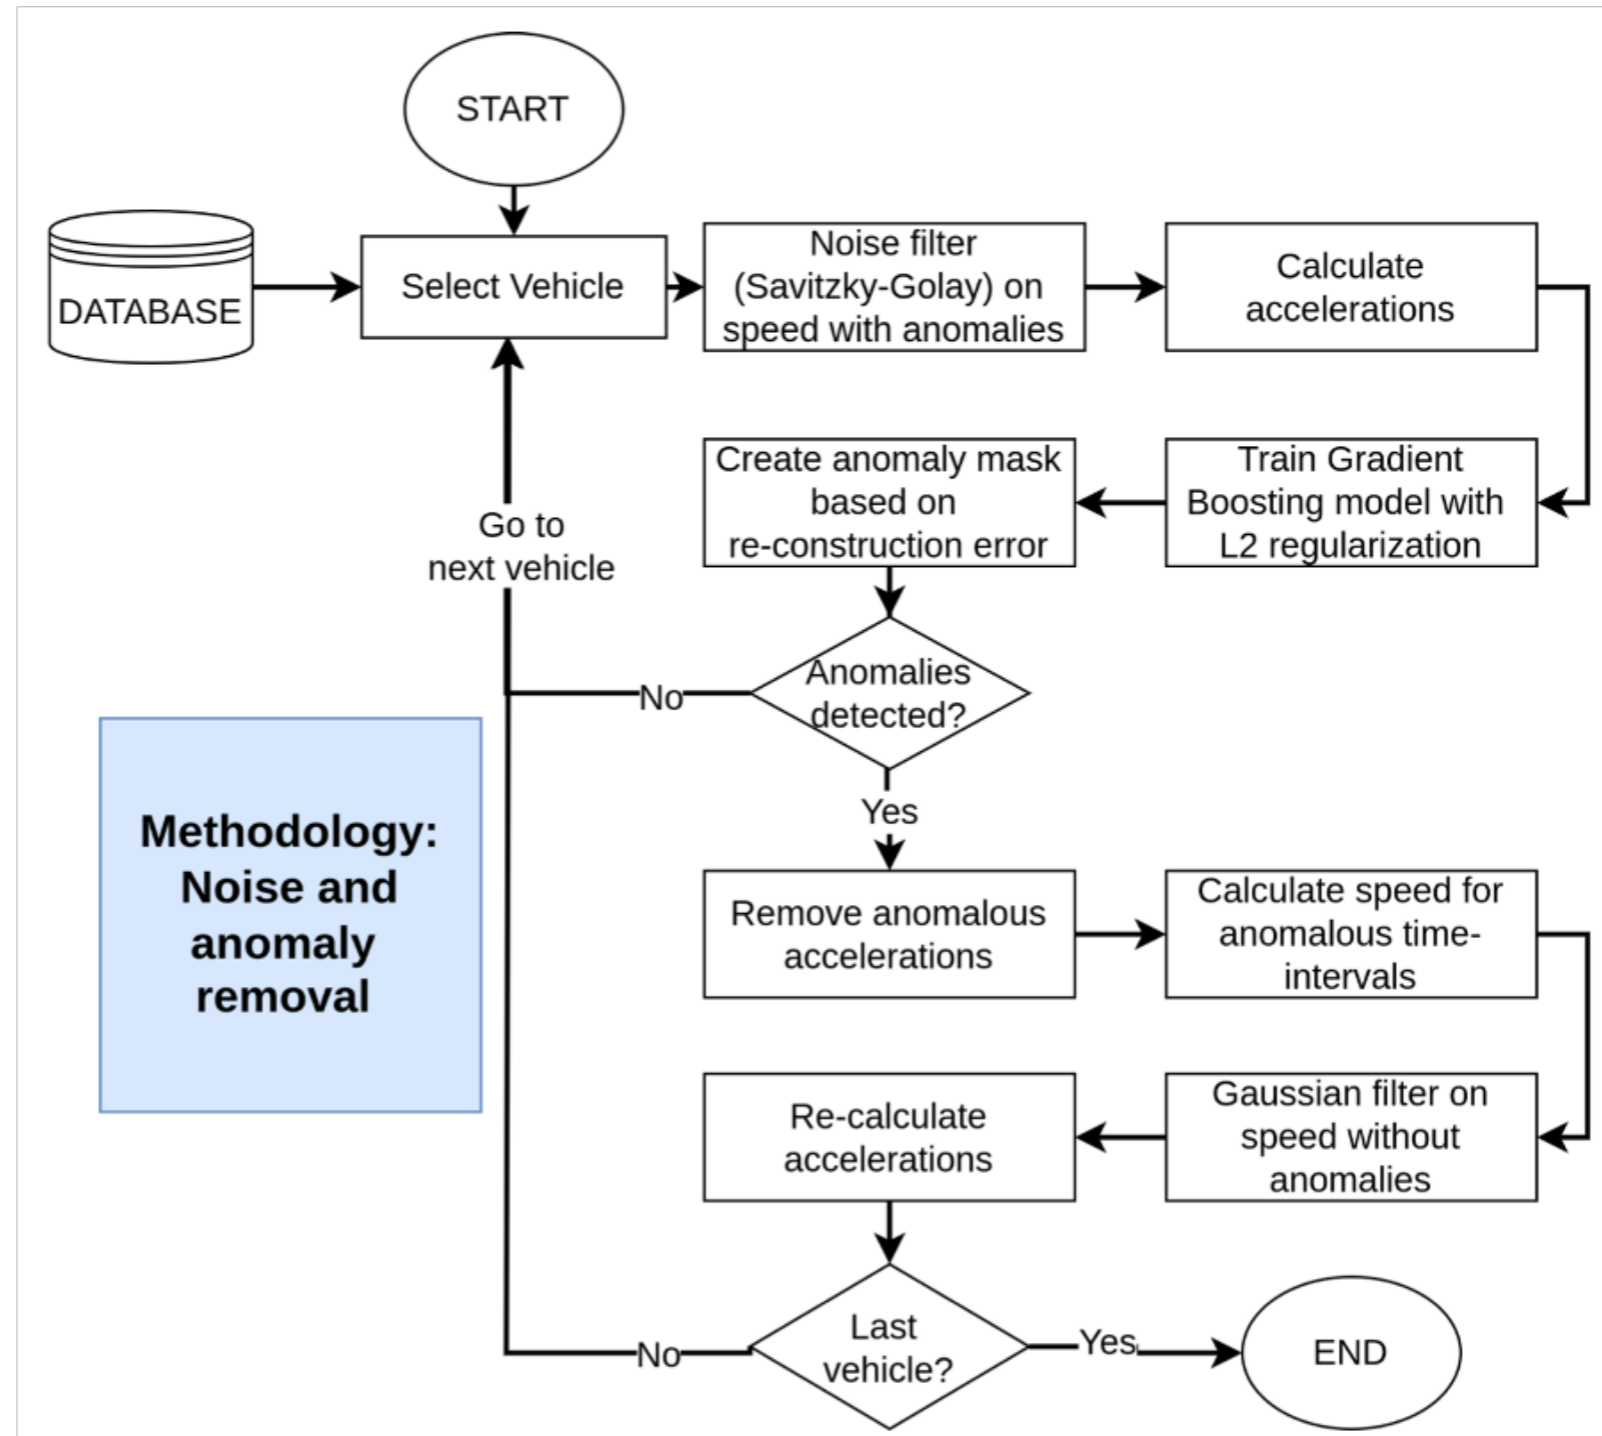 START
DATABASE
Select Vehicle
Noise filter
(Savitzky-Golay) on
speed with anomalies
Calculate
accelerations
Train Gradient
Boosting model with
L2 regularization
Create anomaly mask
based on
re-construction error
Go to
next vehicle
Anomalies
detected?
No
Yes
Methodology:
Noise and
anomaly
removal
Remove anomalous
accelerations
Calculate speed for
anomalous time-
intervals
Gaussian filter on
speed without
anomalies
Re-calculate
accelerations
Last
vehicle?
No
Yes
END